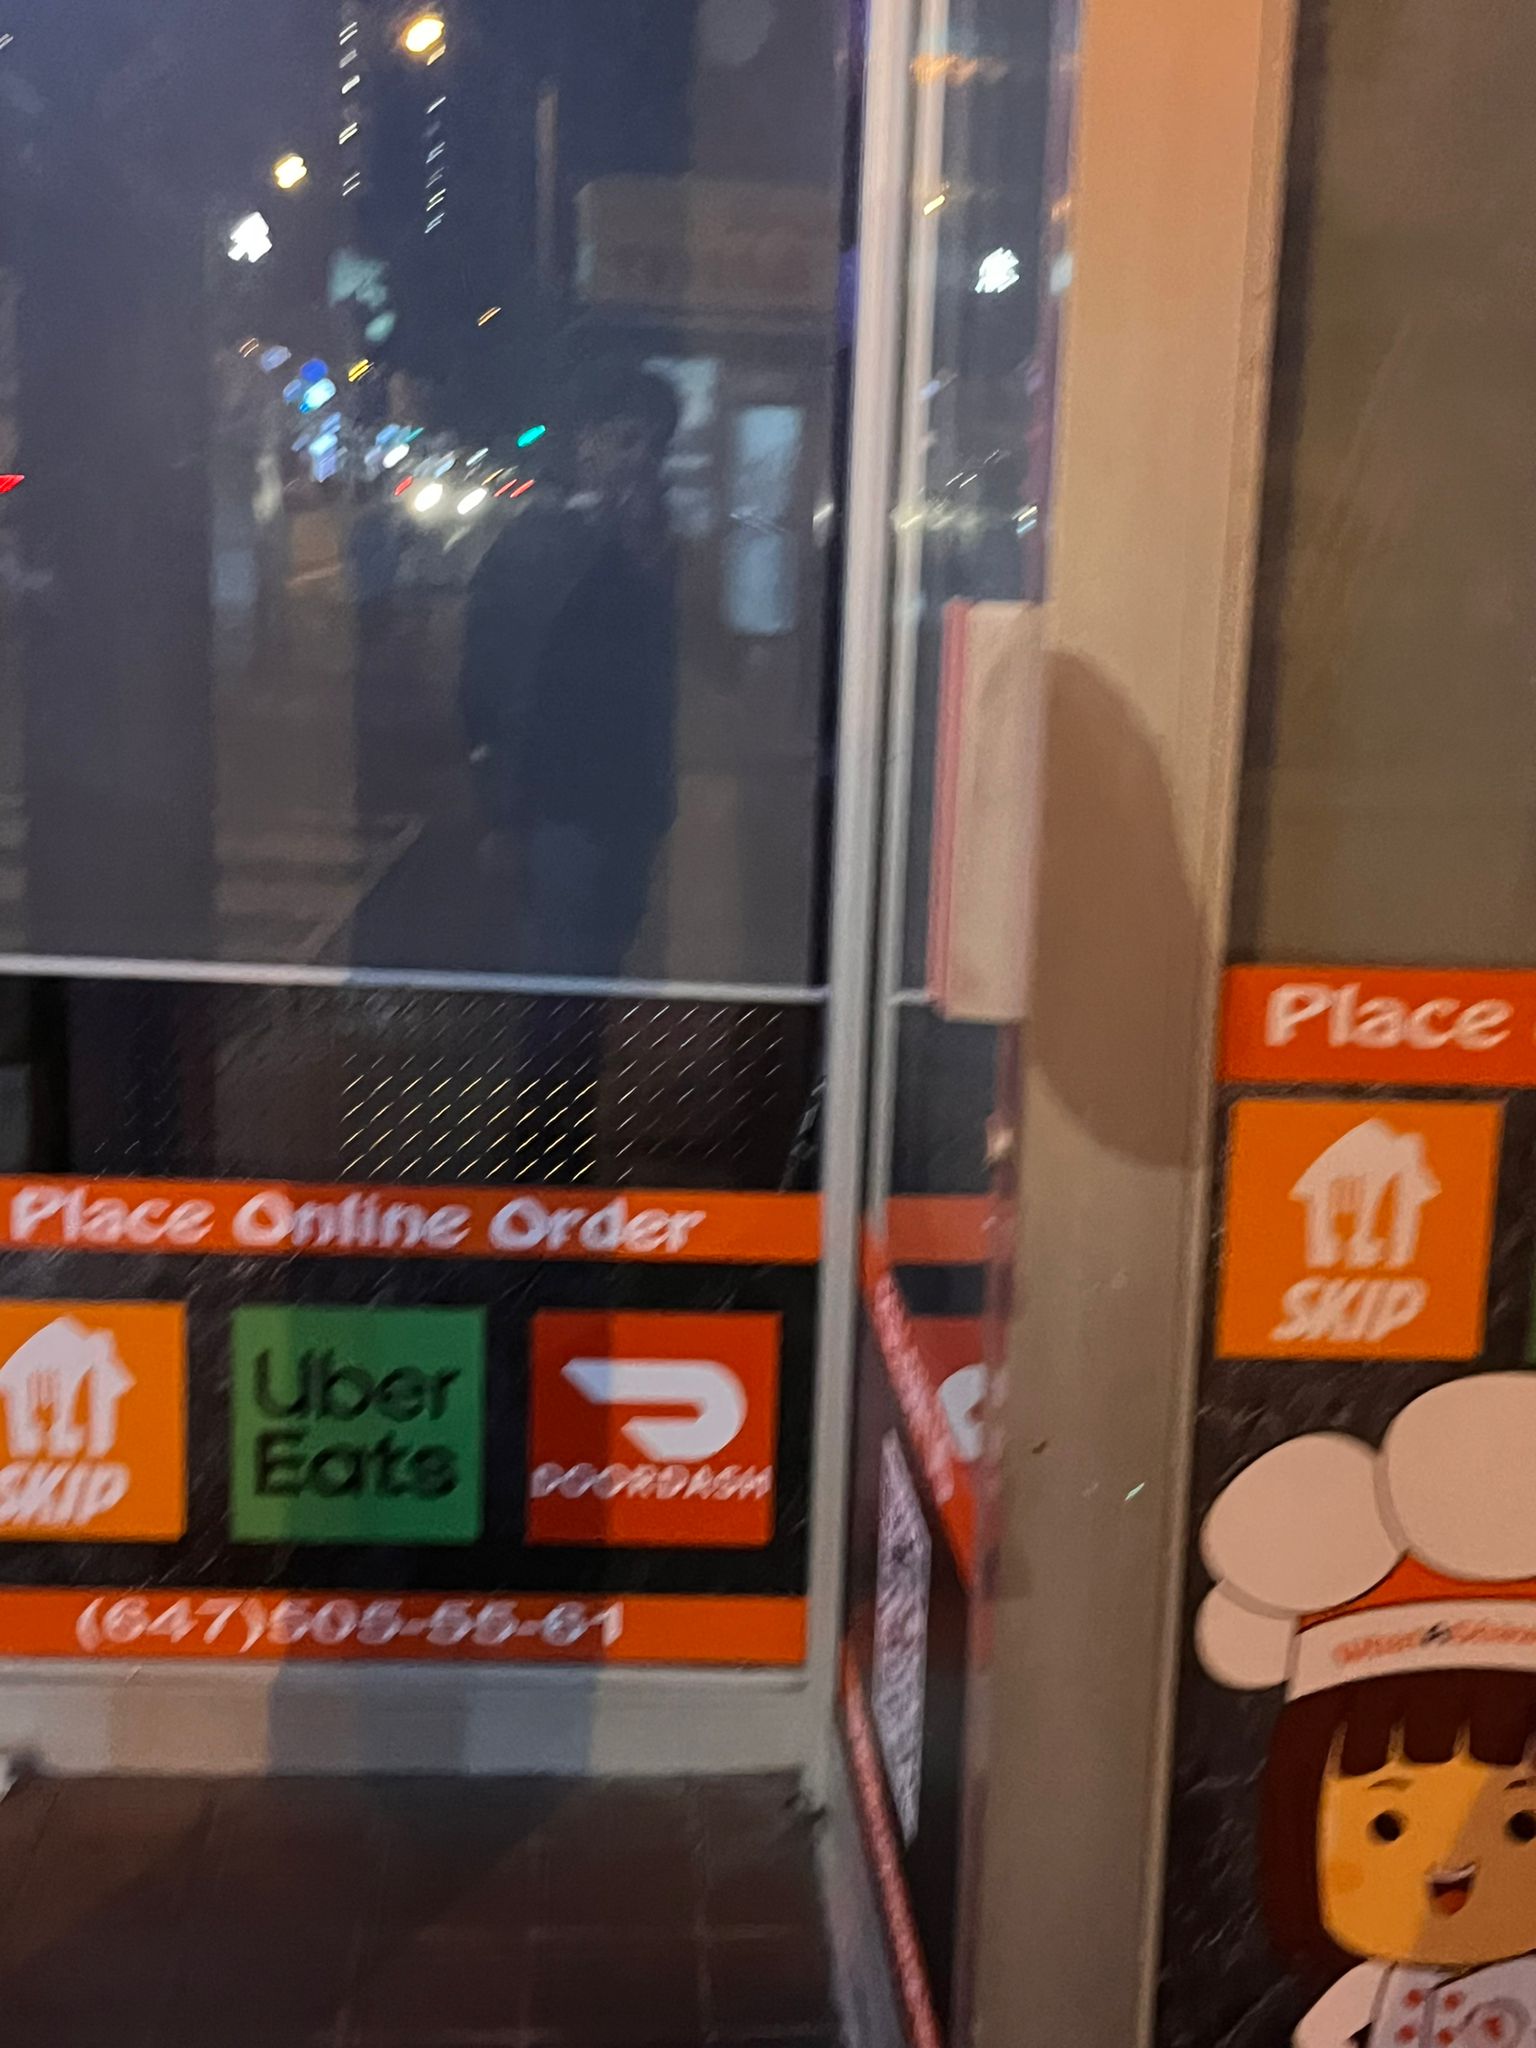 Place Online Order
SKIP
Uber
Eats
DOORDASH
(647)505-55-61
Place
SKIP